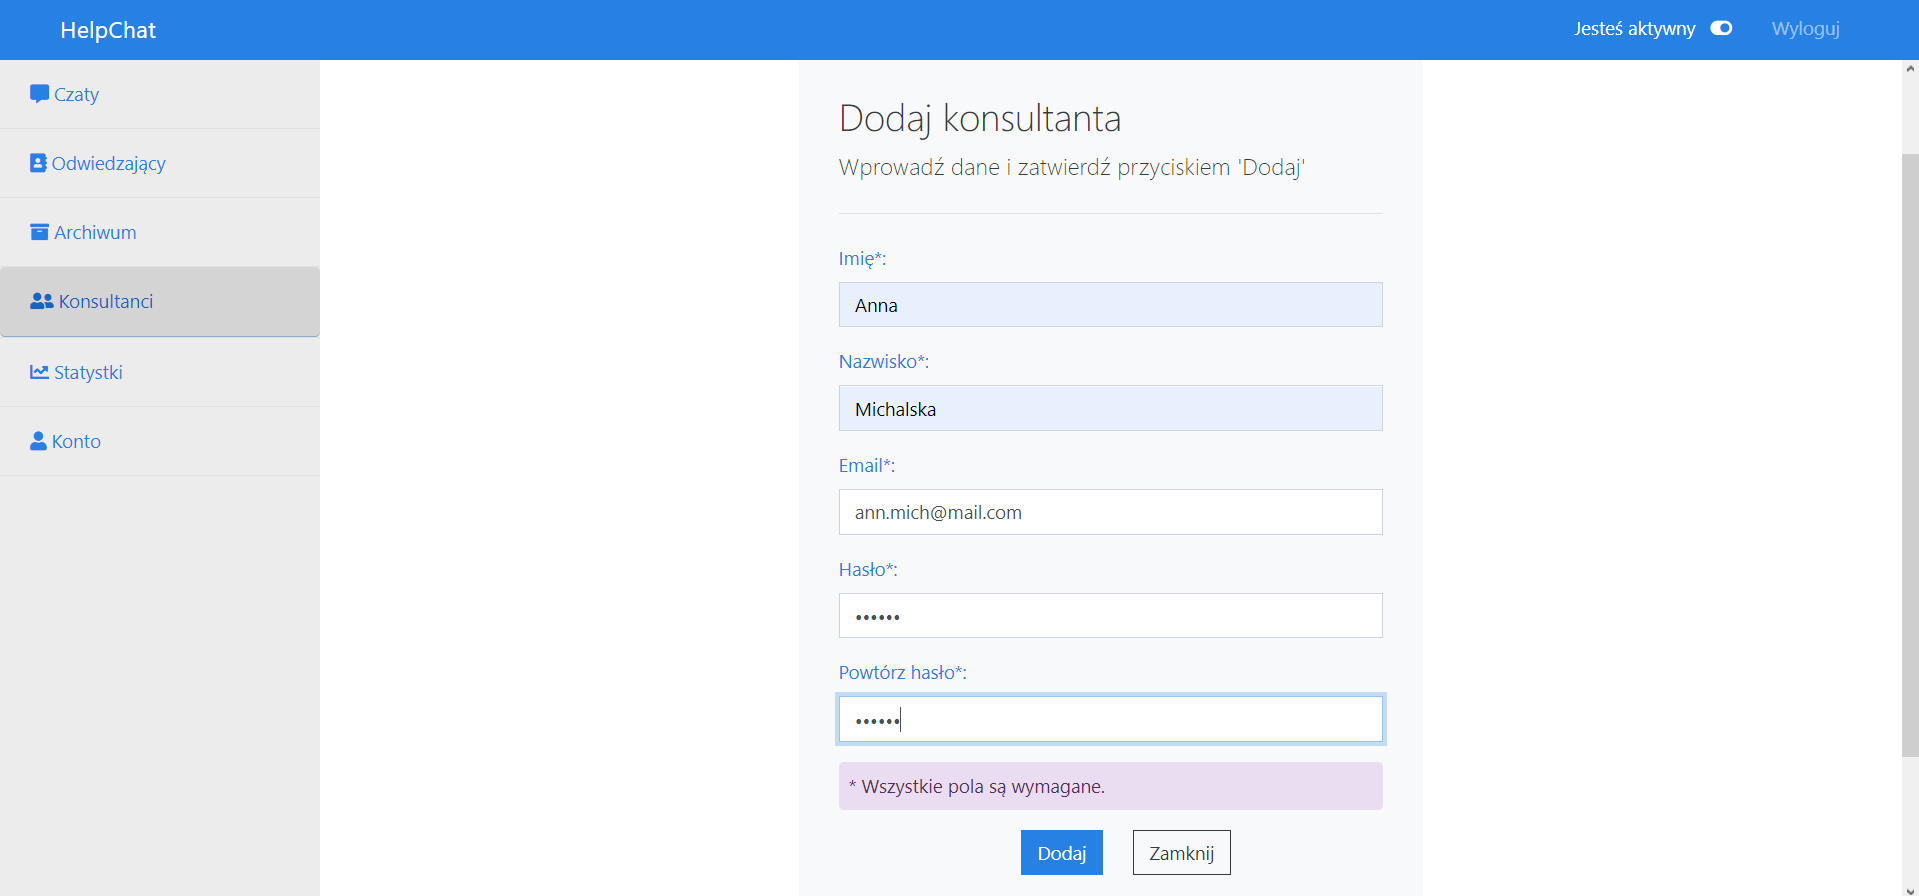 HelpChat
Jesteś aktywny
Wyloguj
Czaty
Odwiedzający
Archiwum
Konsultanci
Statystki
Konto
Dodaj konsultanta
Wprowadź dane i zatwierdź przyciskiem 'Dodaj'
Imię*:
Anna
Nazwisko*:
Michalska
Email*:
ann.mich@mail.com
Hasło*:
••••••
Powtórz hasło*:
••••••
* Wszystkie pola są wymagane.
Dodaj
Zamknij